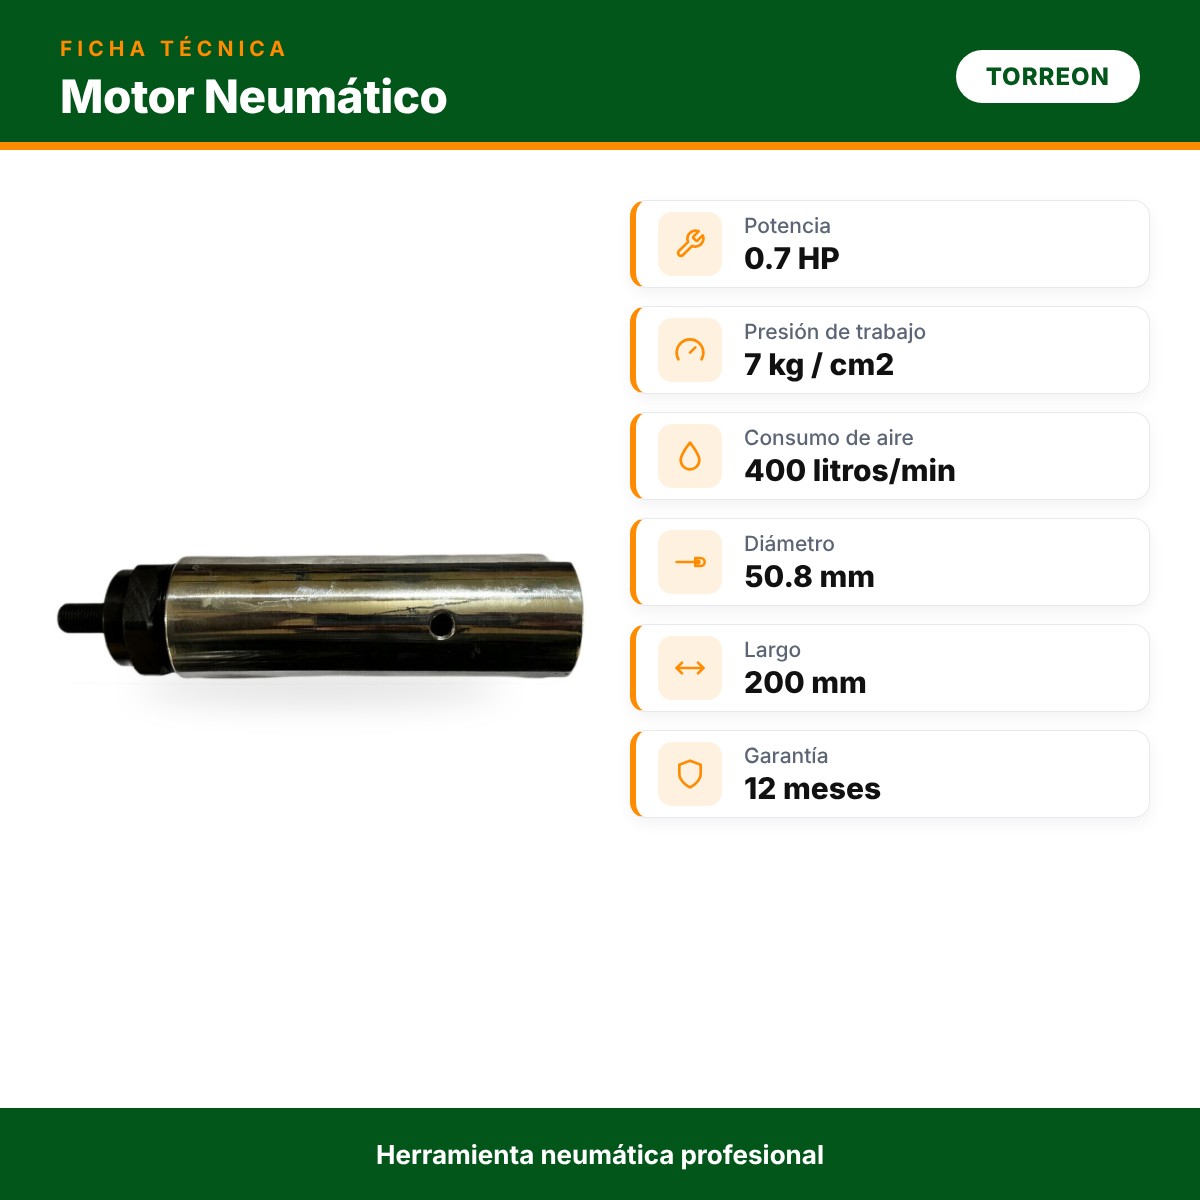 FICHA TÉCNICA
Motor Neumático
TORREON
Potencia
0.7 HP
Presión de trabajo
7 kg / cm2
Consumo de aire
400 litros/min
Diámetro
50.8 mm
Largo
200 mm
Garantía
12 meses
Herramienta neumática profesional